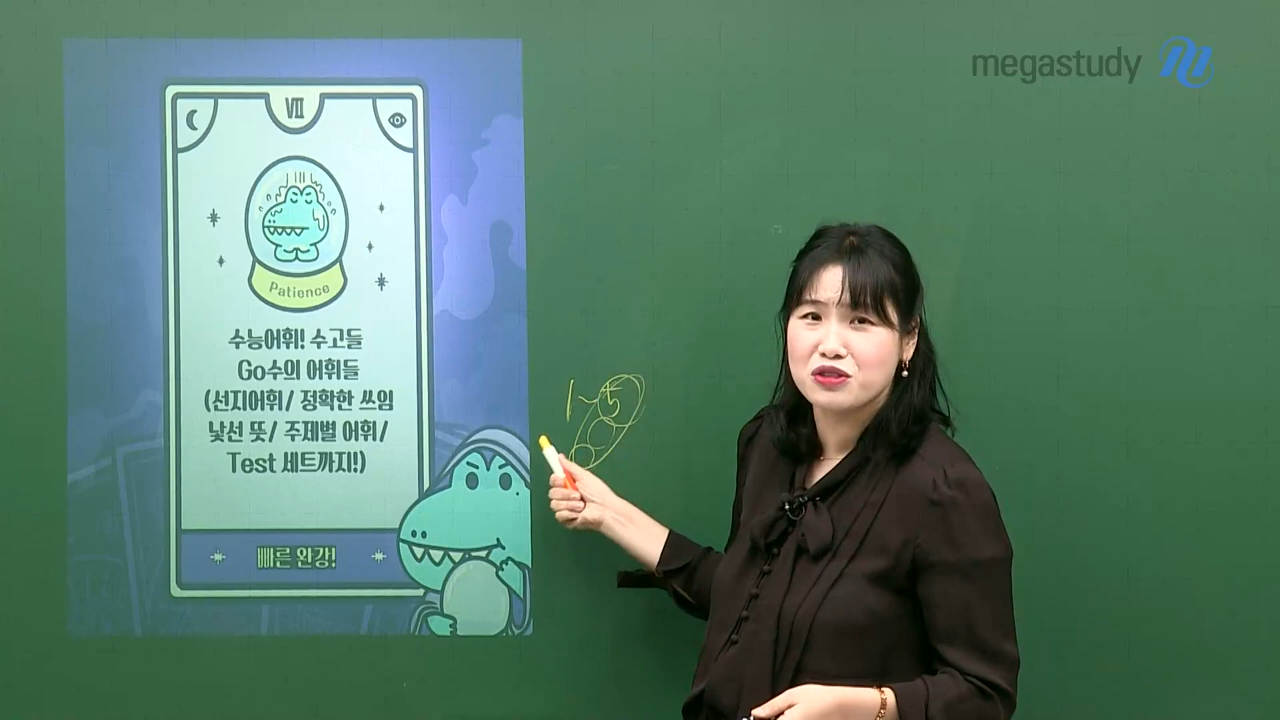 megastudy
VII
Patience
수능어휘! 수고들
Go수의 어휘들
(선지어휘/ 정확한 쓰임
낯선 뜻/ 주제별 어휘/
Test 세트까지!)
빠른 완강!
1~5